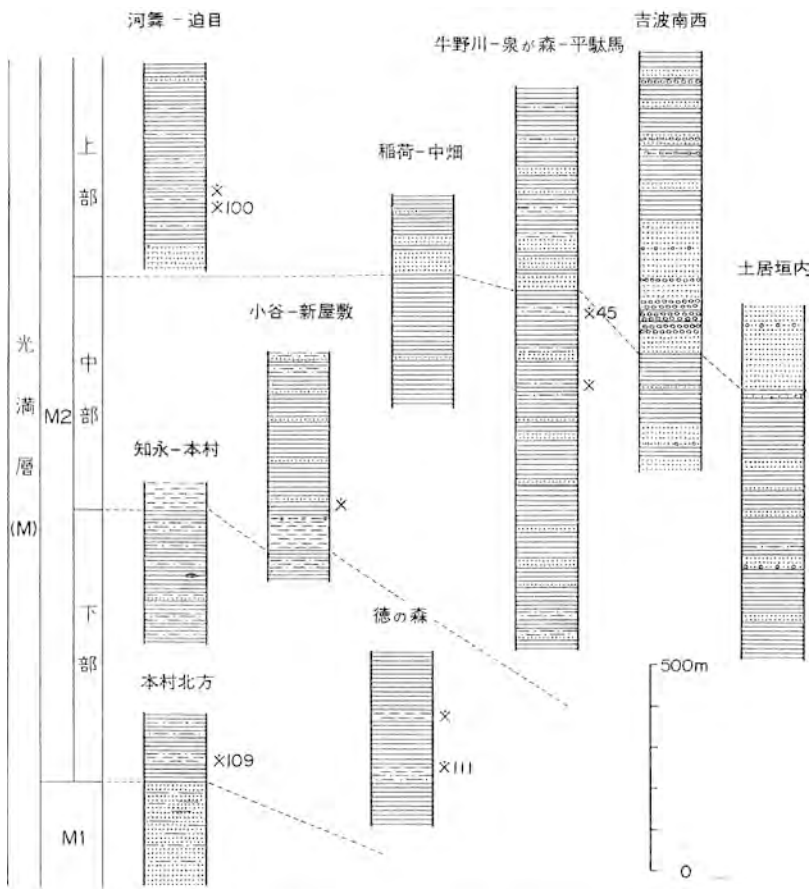 河舞－迫目
牛野川－泉が森－平駄馬
吉波南西
稲荷－中畑
土居垣内
小谷－新屋敷
知永－本村
徳の森
本村北方
光満層(M)
M2
上部
中部
下部
M1
×
×100
×45
×
×
×
×111
×109
500m
0